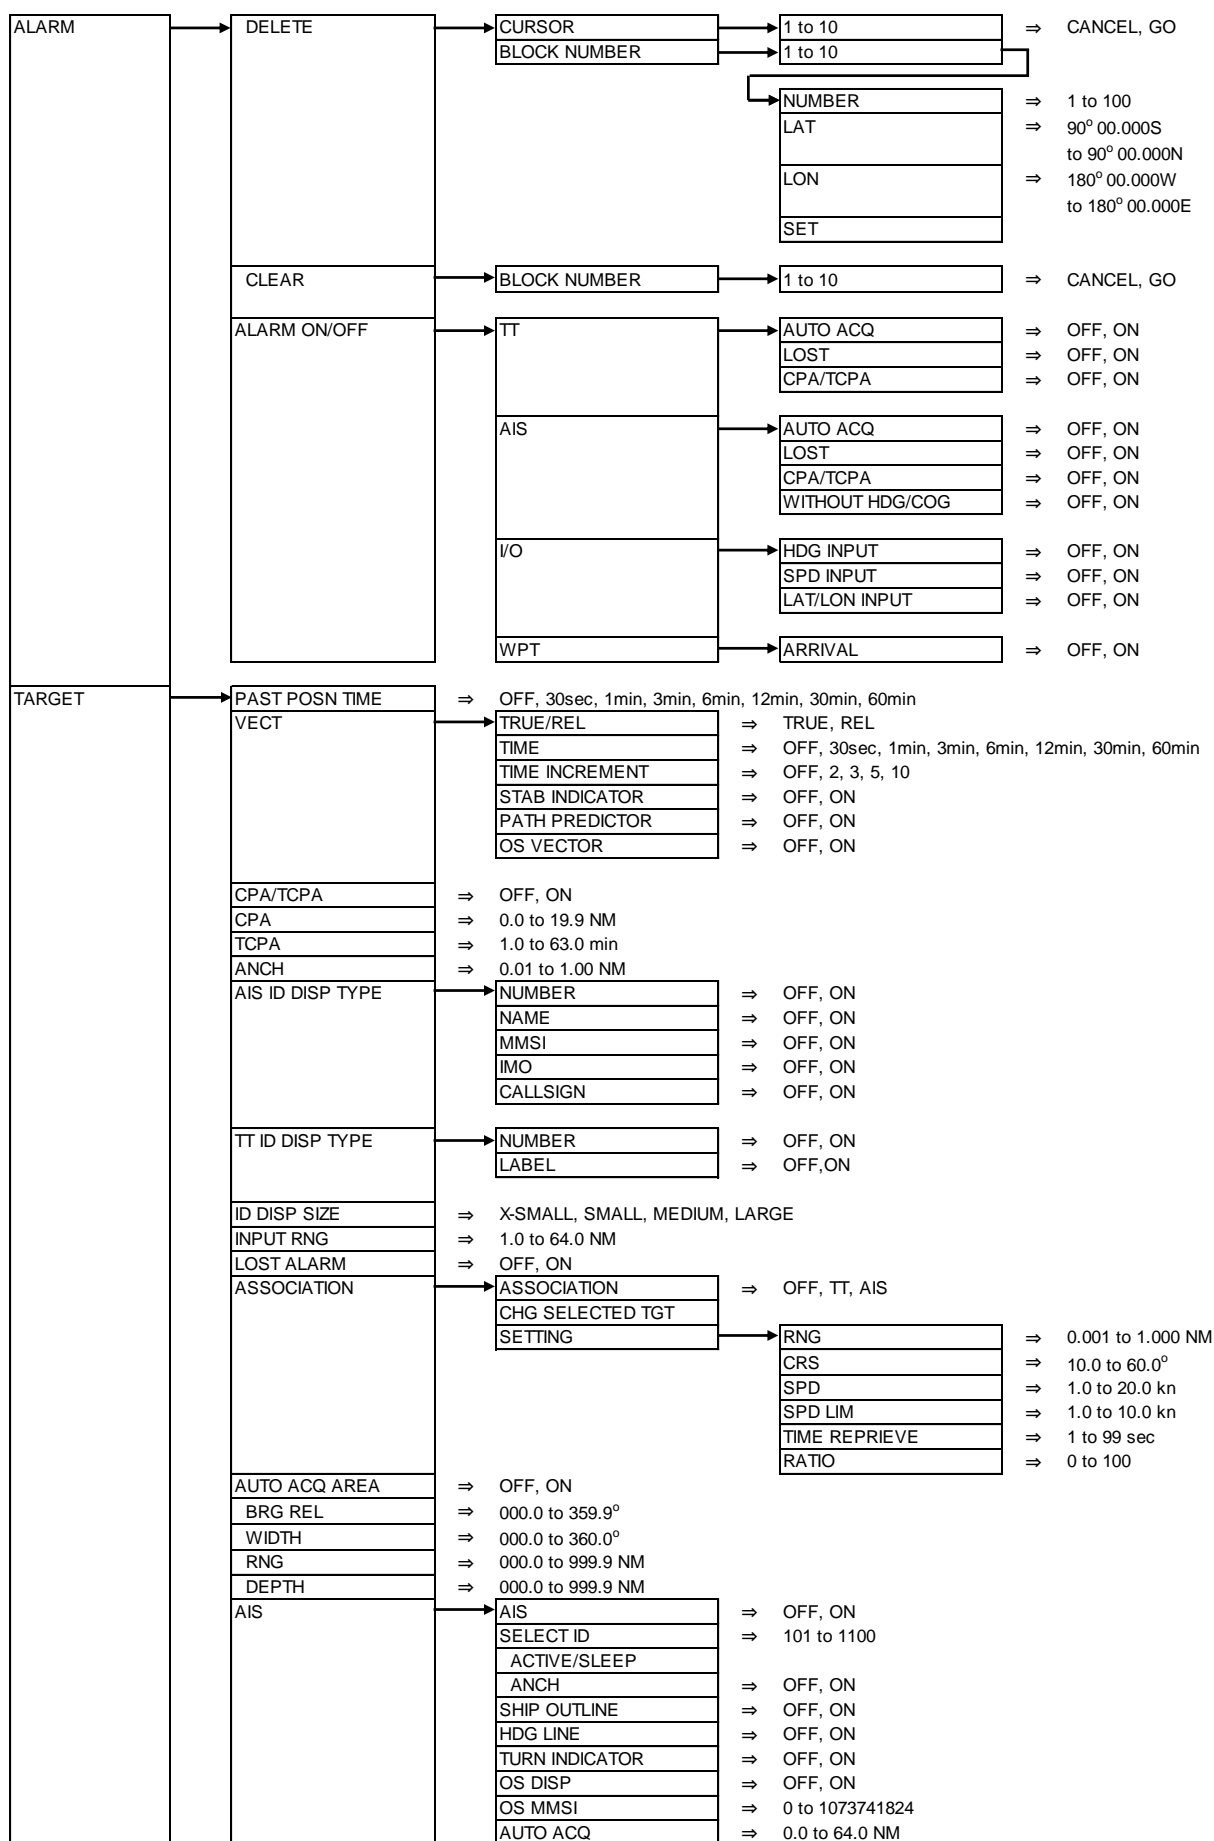 ALARM DELETE CURSOR 1 to 10 ⇒ CANCEL, GO
BLOCK NUMBER 1 to 10
NUMBER ⇒ 1 to 100
LAT ⇒ 90° 00.000S
to 90° 00.000N
LON ⇒ 180° 00.000W
to 180° 00.000E
SET
CLEAR BLOCK NUMBER 1 to 10 ⇒ CANCEL, GO
ALARM ON/OFF TT AUTO ACQ ⇒ OFF, ON
LOST ⇒ OFF, ON
CPA/TCPA ⇒ OFF, ON
AIS AUTO ACQ ⇒ OFF, ON
LOST ⇒ OFF, ON
CPA/TCPA ⇒ OFF, ON
WITHOUT HDG/COG ⇒ OFF, ON
I/O HDG INPUT ⇒ OFF, ON
SPD INPUT ⇒ OFF, ON
LAT/LON INPUT ⇒ OFF, ON
WPT ARRIVAL ⇒ OFF, ON
TARGET PAST POSN TIME ⇒ OFF, 30sec, 1min, 3min, 6min, 12min, 30min, 60min
VECT TRUE/REL ⇒ TRUE, REL
TIME ⇒ OFF, 30sec, 1min, 3min, 6min, 12min, 30min, 60min
TIME INCREMENT ⇒ OFF, 2, 3, 5, 10
STAB INDICATOR ⇒ OFF, ON
PATH PREDICTOR ⇒ OFF, ON
OS VECTOR ⇒ OFF, ON
CPA/TCPA ⇒ OFF, ON
CPA ⇒ 0.0 to 19.9 NM
TCPA ⇒ 1.0 to 63.0 min
ANCH ⇒ 0.01 to 1.00 NM
AIS ID DISP TYPE NUMBER ⇒ OFF, ON
NAME ⇒ OFF, ON
MMSI ⇒ OFF, ON
IMO ⇒ OFF, ON
CALLSIGN ⇒ OFF, ON
TT ID DISP TYPE NUMBER ⇒ OFF, ON
LABEL ⇒ OFF,ON
ID DISP SIZE ⇒ X-SMALL, SMALL, MEDIUM, LARGE
INPUT RNG ⇒ 1.0 to 64.0 NM
LOST ALARM ⇒ OFF, ON
ASSOCIATION ASSOCIATION ⇒ OFF, TT, AIS
CHG SELECTED TGT
SETTING RNG ⇒ 0.001 to 1.000 NM
CRS ⇒ 10.0 to 60.0°
SPD ⇒ 1.0 to 20.0 kn
SPD LIM ⇒ 1.0 to 10.0 kn
TIME REPRIEVE ⇒ 1 to 99 sec
RATIO ⇒ 0 to 100
AUTO ACQ AREA ⇒ OFF, ON
BRG REL ⇒ 000.0 to 359.9°
WIDTH ⇒ 000.0 to 360.0°
RNG ⇒ 000.0 to 999.9 NM
DEPTH ⇒ 000.0 to 999.9 NM
AIS AIS ⇒ OFF, ON
SELECT ID ⇒ 101 to 1100
ACTIVE/SLEEP
ANCH ⇒ OFF, ON
SHIP OUTLINE ⇒ OFF, ON
HDG LINE ⇒ OFF, ON
TURN INDICATOR ⇒ OFF, ON
OS DISP ⇒ OFF, ON
OS MMSI ⇒ 0 to 1073741824
AUTO ACQ ⇒ 0.0 to 64.0 NM